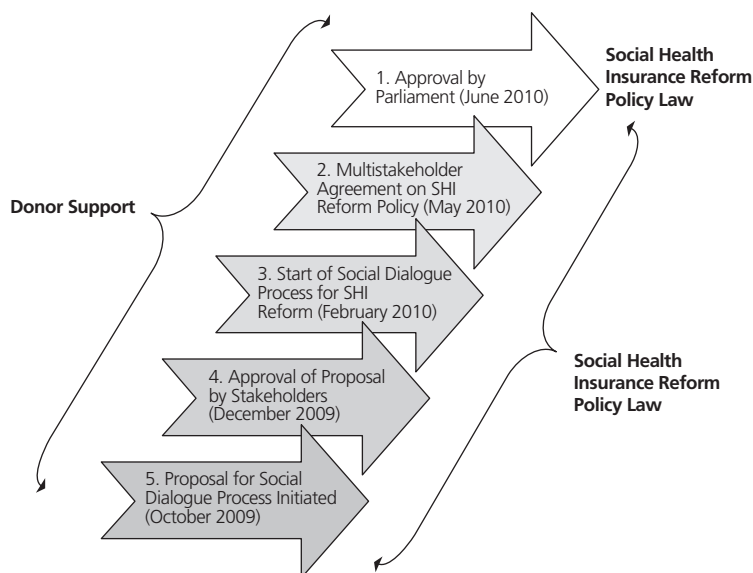 1. Approval by
Parliament (June 2010)
Social Health
Insurance Reform
Policy Law
2. Multistakeholder
Agreement on SHI
Reform Policy (May 2010)
Donor Support
3. Start of Social Dialogue
Process for SHI
Reform (February 2010)
4. Approval of Proposal
by Stakeholders
(December 2009)
Social Health
Insurance Reform
Policy Law
5. Proposal for Social
Dialogue Process Initiated
(October 2009)